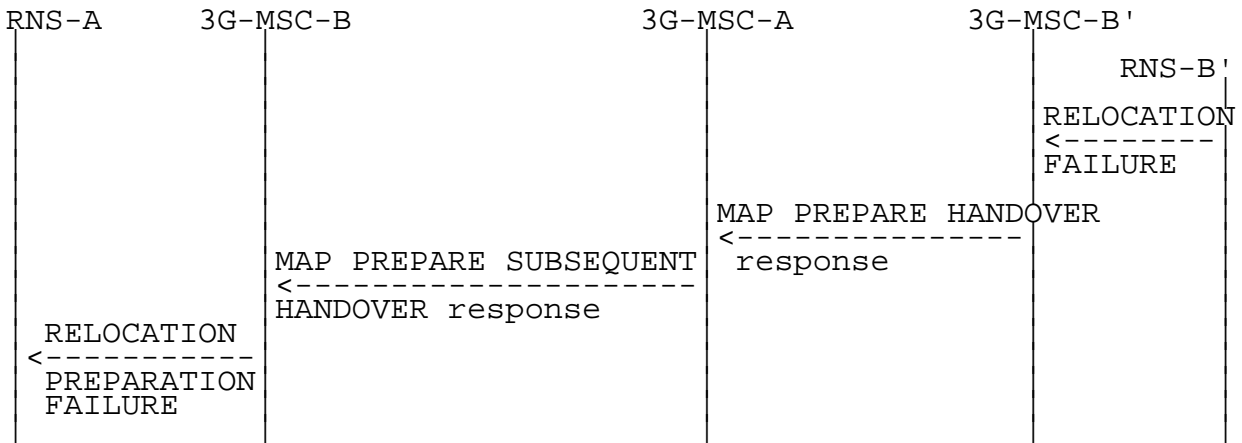 RNS-A 3G-MSC-B 3G-MSC-A 3G-MSC-B'
RNS-B'
RELOCATION
<--------
FAILURE
MAP PREPARE HANDOVER
<---------------
MAP PREPARE SUBSEQUENT response
<---------------------
HANDOVER response
RELOCATION
<-----------
PREPARATION
FAILURE